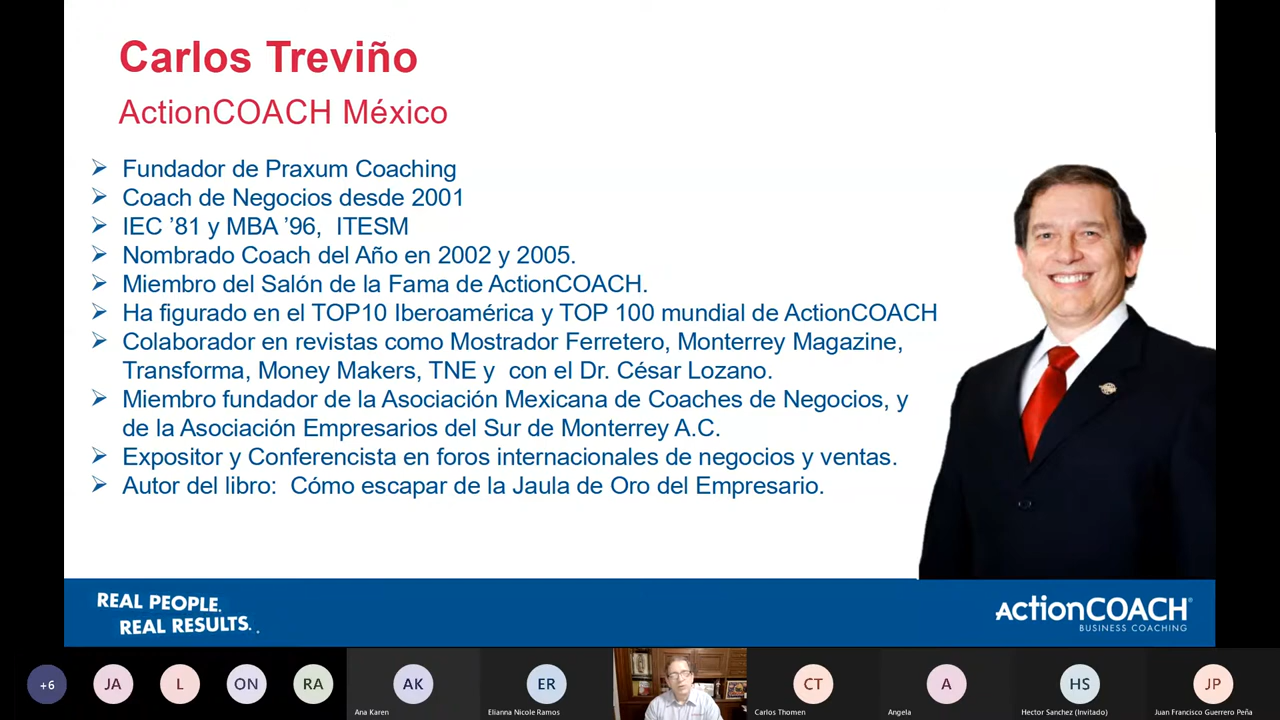 Carlos Treviño
ActionCOACH México
Fundador de Praxum Coaching
Coach de Negocios desde 2001
IEC ’81 y MBA ’96,  ITESM
Nombrado Coach del Año en 2002 y 2005.
Miembro del Salón de la Fama de ActionCOACH.
Ha figurado en el TOP10 Iberoamérica y TOP 100 mundial de ActionCOACH
Colaborador en revistas como Mostrador Ferretero, Monterrey Magazine,
Transforma, Money Makers, TNE y  con el Dr. César Lozano.
Miembro fundador de la Asociación Mexicana de Coaches de Negocios, y
de la Asociación Empresarios del Sur de Monterrey A.C.
Expositor y Conferencista en foros internacionales de negocios y ventas.
Autor del libro:  Cómo escapar de la Jaula de Oro del Empresario.
REAL PEOPLE.
REAL RESULTS. .
ActionCOACH®
BUSINESS COACHING
+6
JA
L
ON
RA
AK
ER
CT
A
HS
JP
Ana Karen
Elianna Nicole Ramos
Carlos Thomen
Angela
Hector Sanchez (Invitado)
Juan Francisco Guerrero Peña